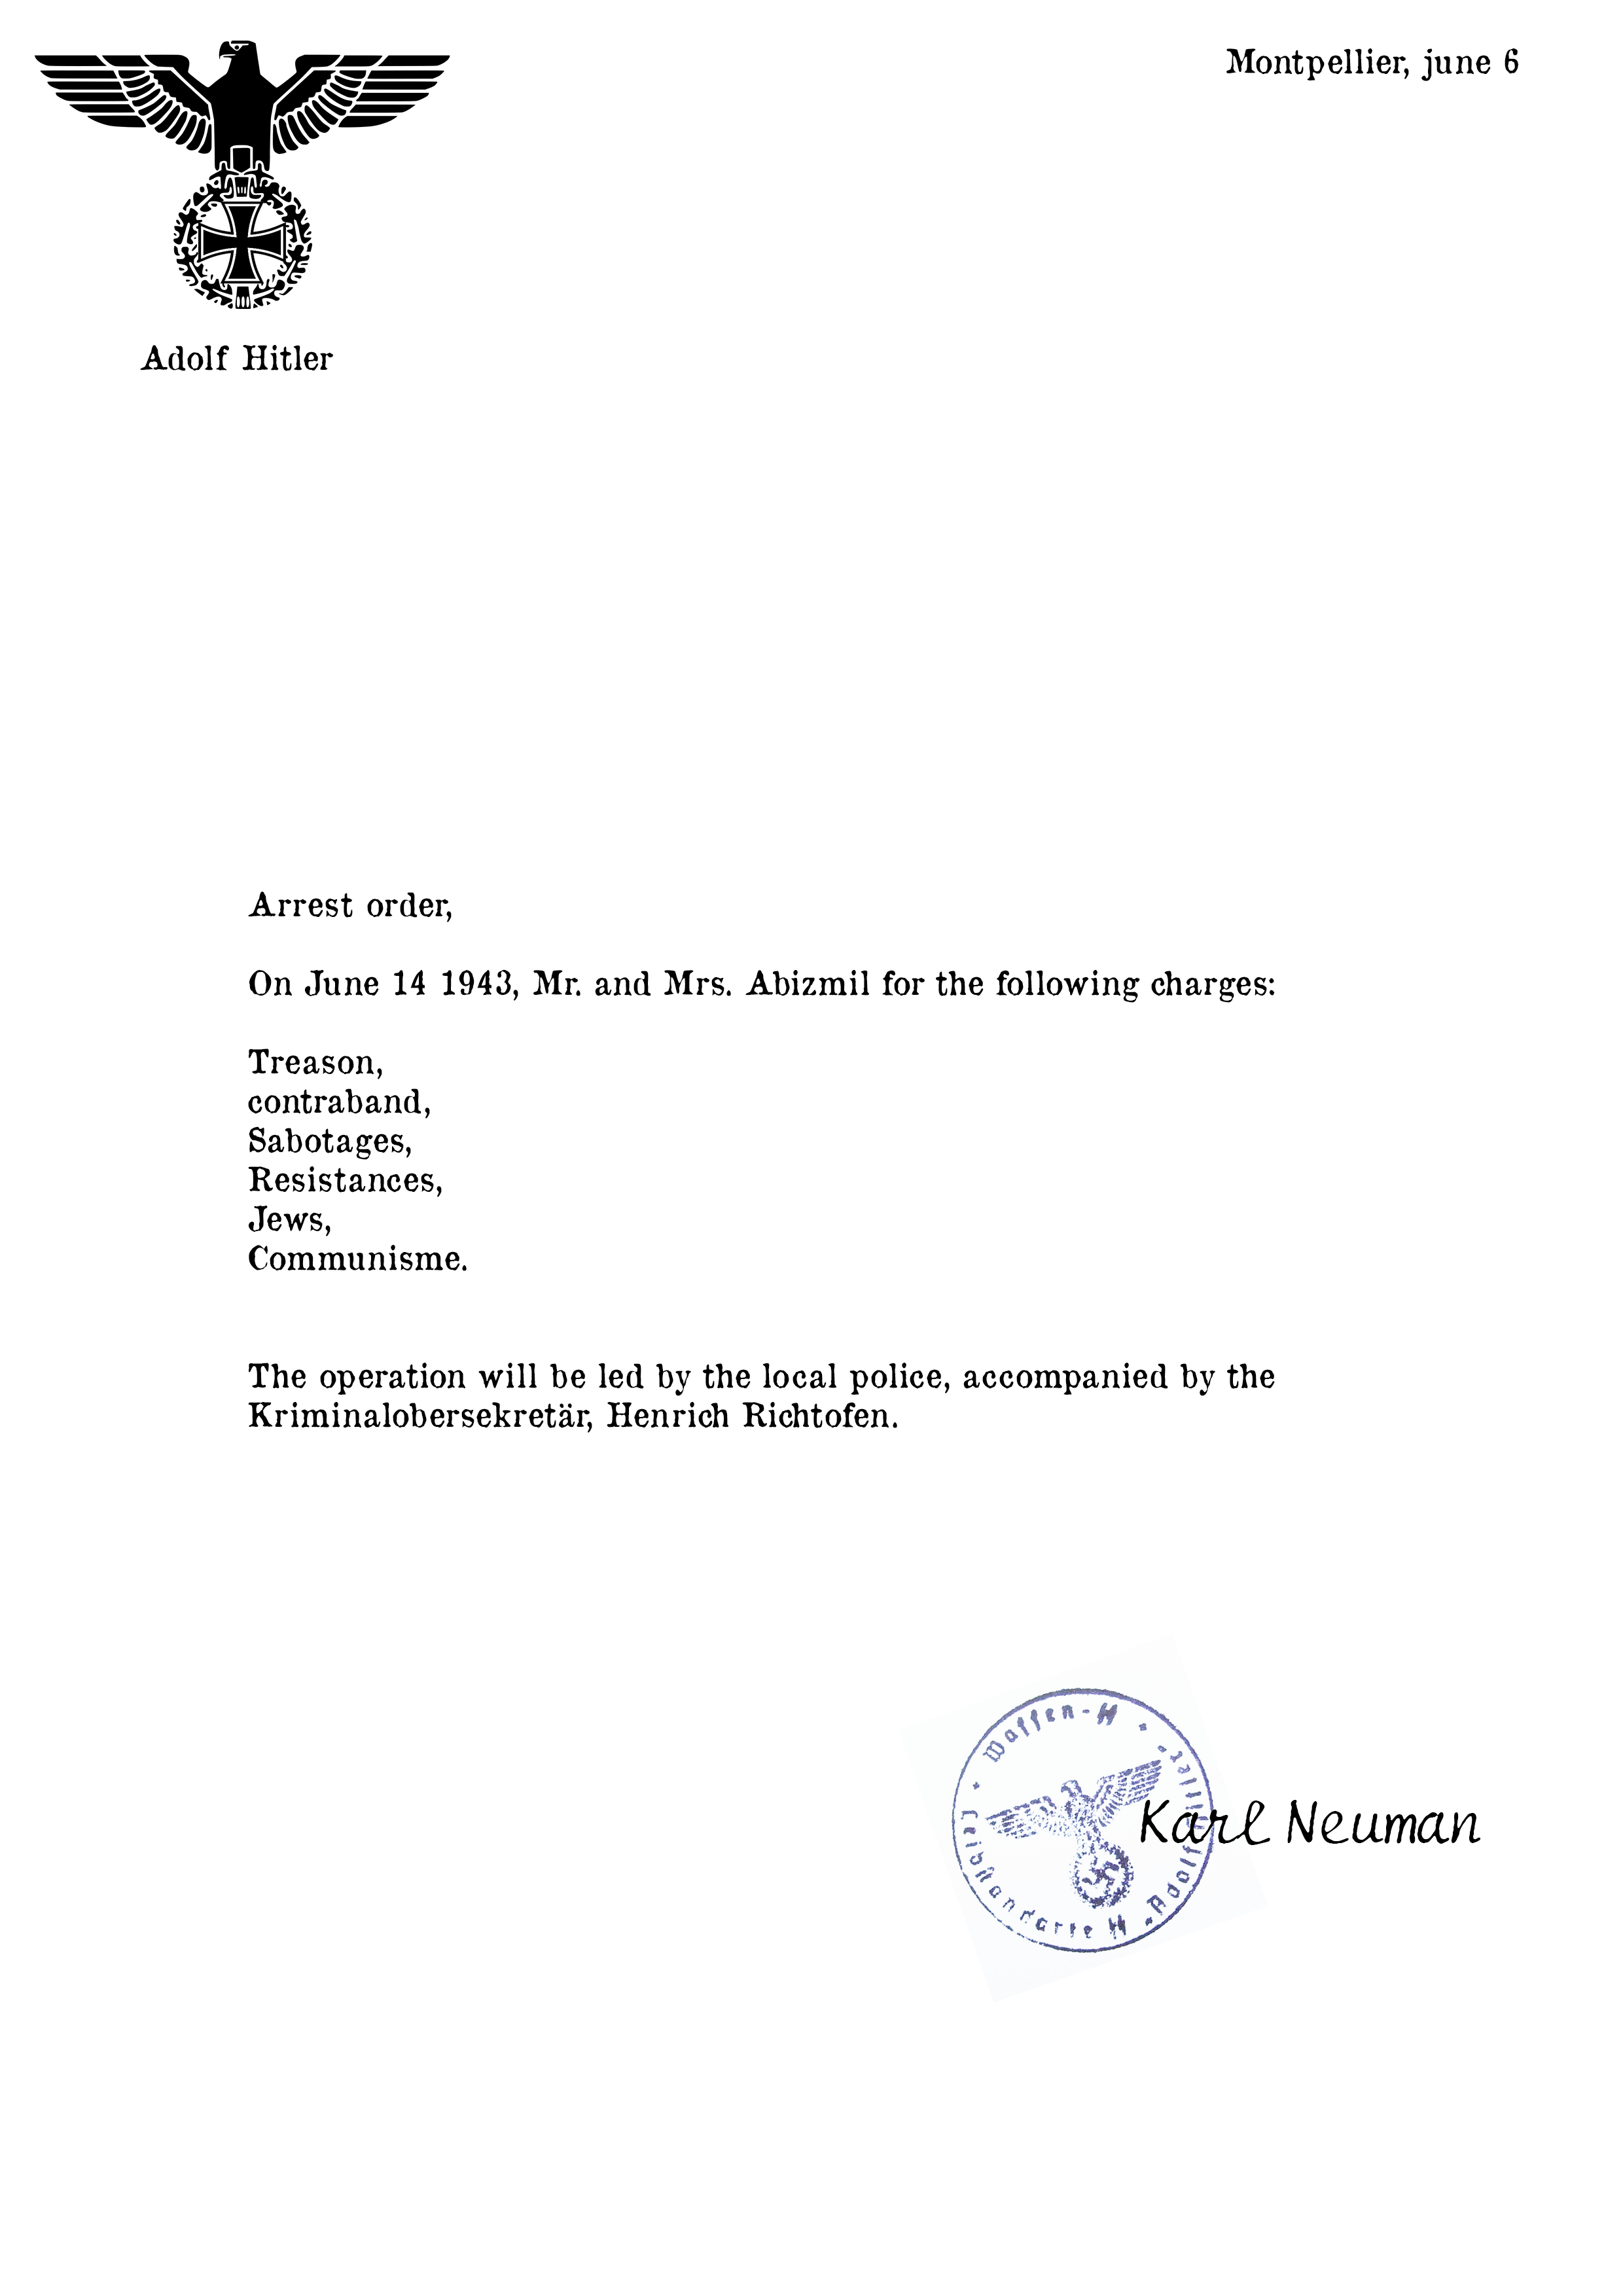 Montpellier, june 6
Adolf Hitler
Arrest order,
On June 14 1943, Mr. and Mrs. Abizmil for the following charges:
Treason,
contraband,
Sabotages,
Resistances,
Jews,
Communisme.
The operation will be led by the local police, accompanied by the
Kriminalobersekretär, Henrich Richtofen.
Waffen-SS
Leibstandarte SS "Adolf Hitler"
Karl Neuman